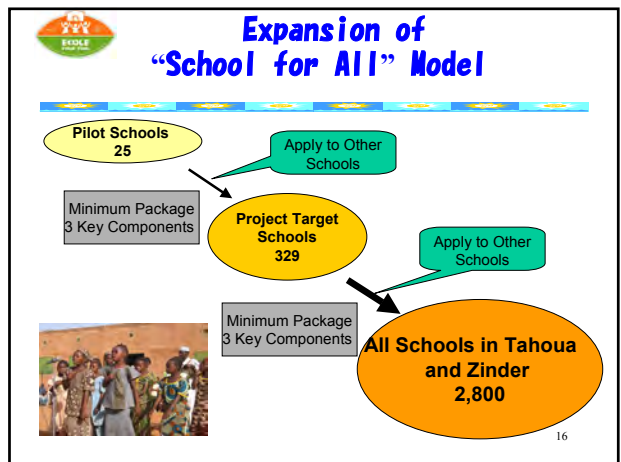 ECOLE
Expansion of
“School for All” Model
Pilot Schools
25
Apply to Other
Schools
Minimum Package
3 Key Components
Project Target
Schools
329
Apply to Other
Schools
Minimum Package
3 Key Components
All Schools in Tahoua
and Zinder
2,800
16